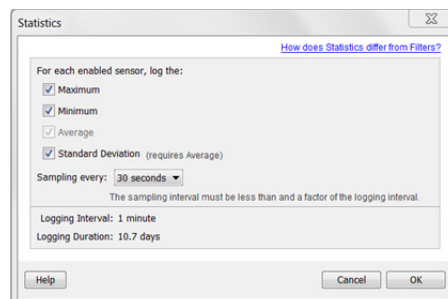 Statistics
How does Statistics differ from Filters?
For each enabled sensor, log the:
Maximum
Minimum
Average
Standard Deviation (requires Average)
Sampling every: 30 seconds
The sampling interval must be less than and a factor of the logging interval.
Logging Interval: 1 minute
Logging Duration: 10.7 days
Help Cancel OK